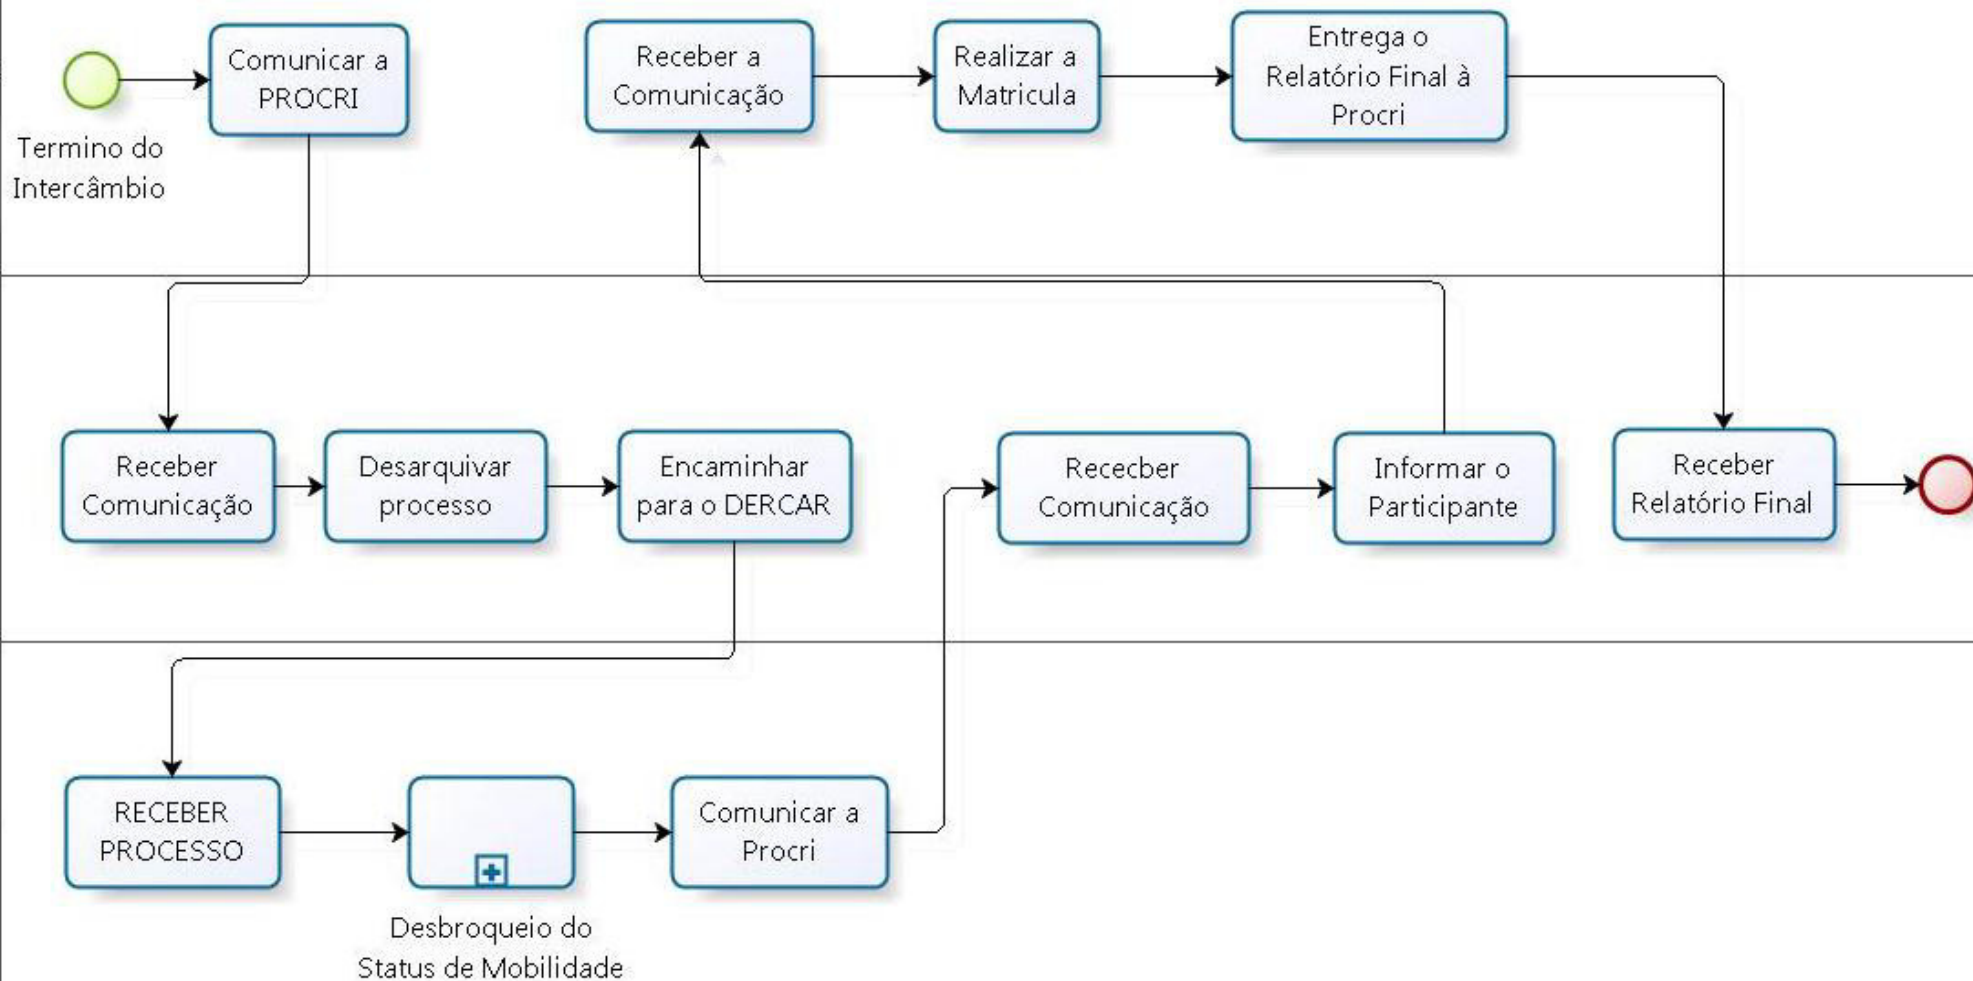 Comunicar a
PROCRI
Termino do
Intercâmbio
Receber a
Comunicação
Realizar a
Matricula
Entrega o
Relatório Final à
Procri
Receber
Comunicação
Desarquivar
processo
Encaminhar
para o DERCAR
Rececber
Comunicação
Informar o
Participante
Receber
Relatório Final
RECEBER
PROCESSO
Desbroqueio do
Status de Mobilidade
Comunicar a
Procri